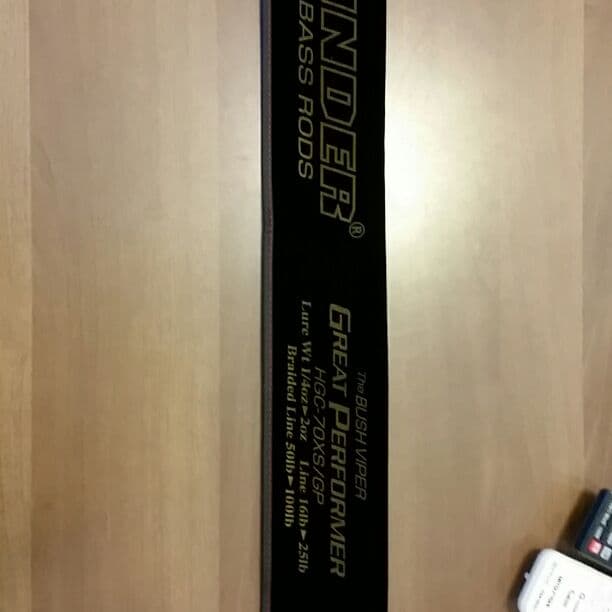 INDER®
BASS RODS
The BUSH VIPER
GREAT PERFORMER
HGC-70XS/GP
Lure Wt 1/4oz►2oz Line 16lb►25lb
Braided Line 50lb►100lb